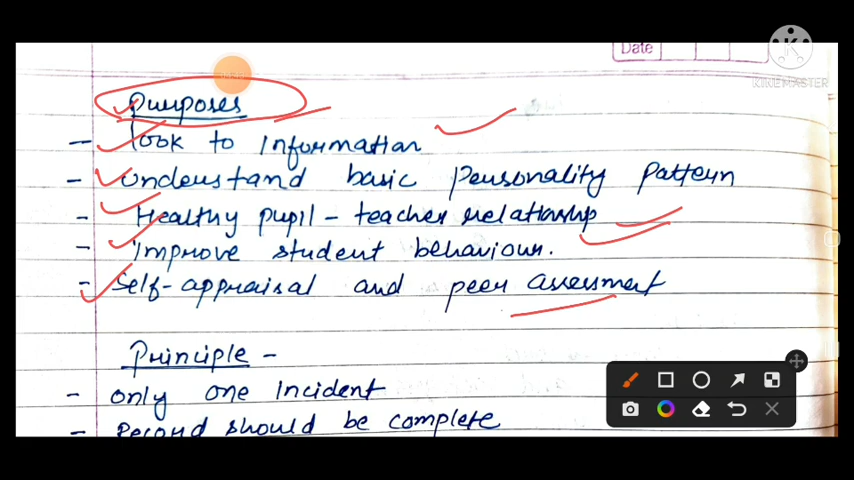 Date
KINEMASTER
Purposes
- look to information
- Understand basic Personality Pattern
- Healthy pupil - teacher relationship
- Improve student behaviour.
- Self-appraisal and peer assessment
Principle -
- only one incident
- Record should be complete